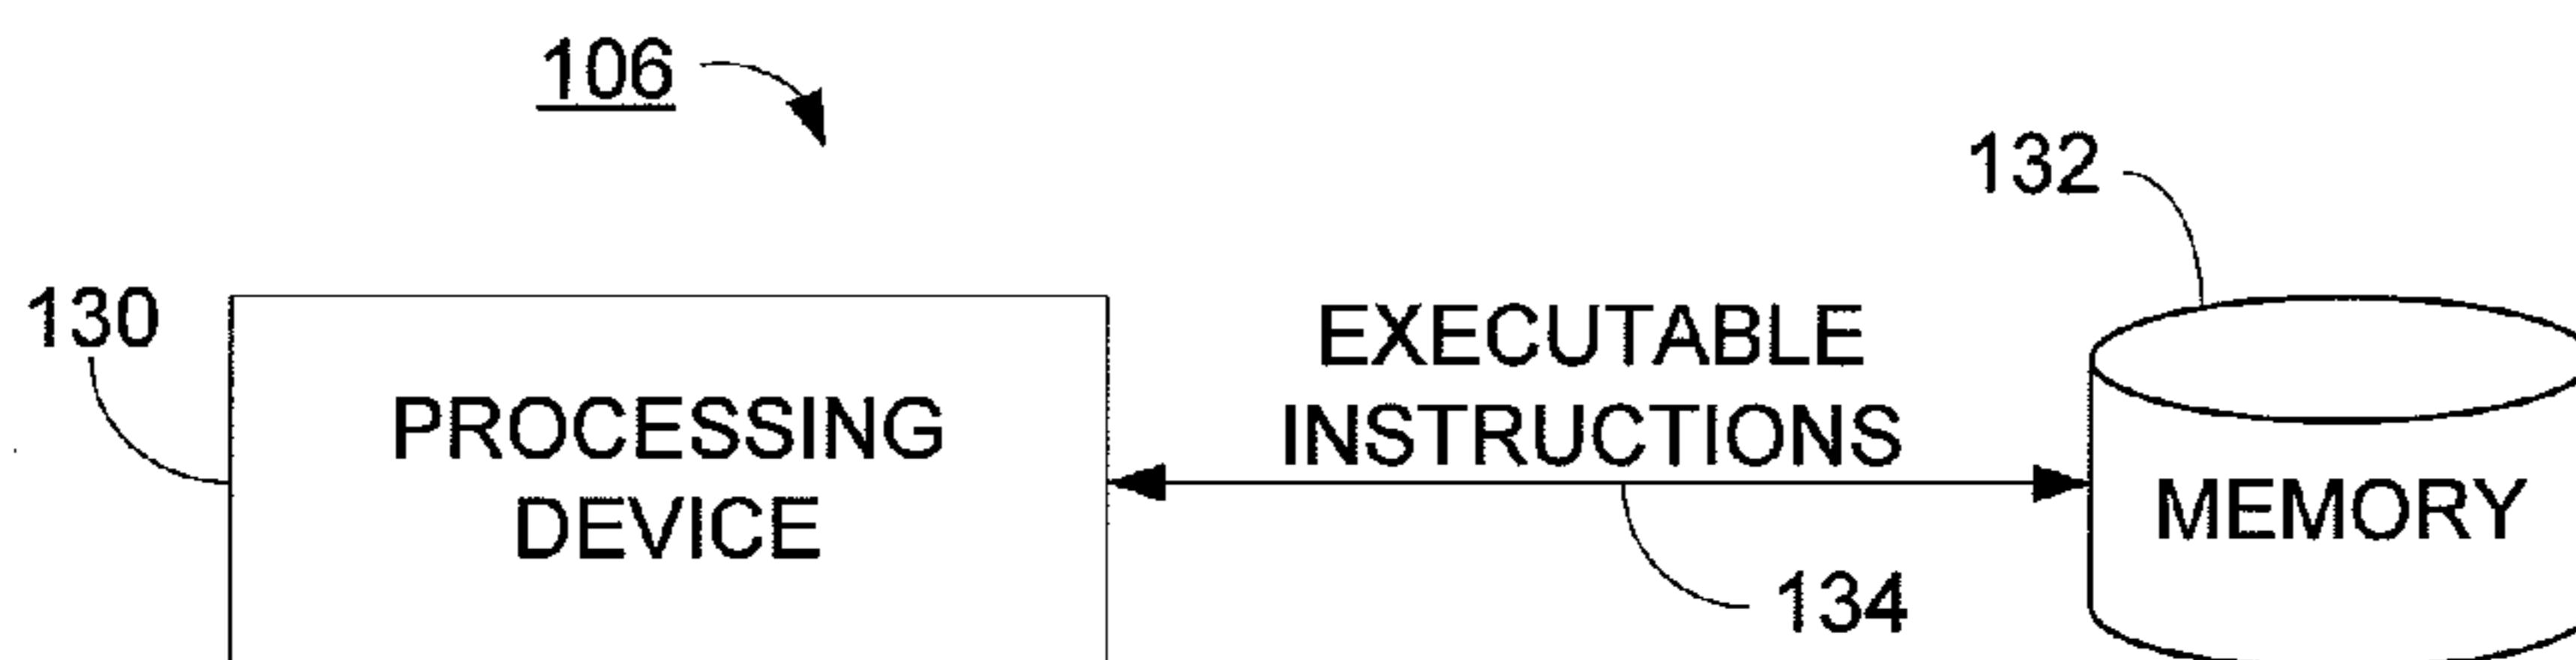 106
132
130
EXECUTABLE
INSTRUCTIONS
PROCESSING
DEVICE
MEMORY
134